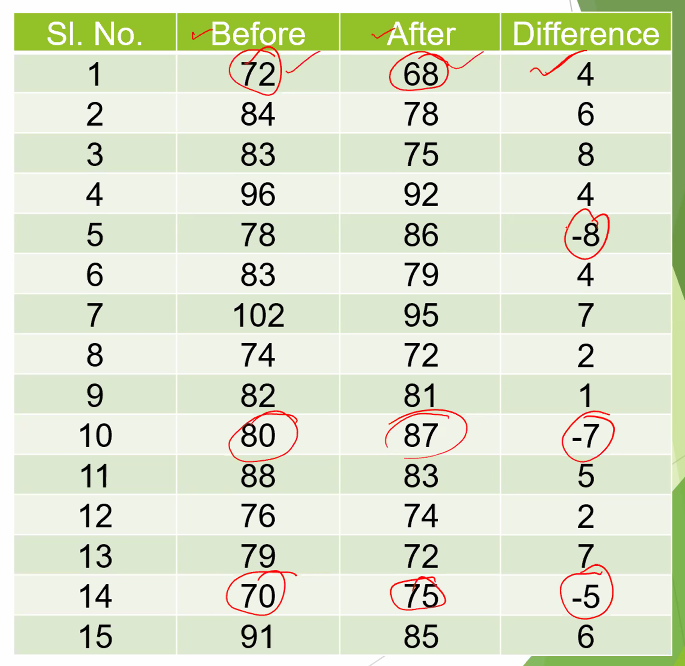 Sl. No. Before After Difference
1 72 68 4
2 84 78 6
3 83 75 8
4 96 92 4
5 78 86 -8
6 83 79 4
7 102 95 7
8 74 72 2
9 82 81 1
10 80 87 -7
11 88 83 5
12 76 74 2
13 79 72 7
14 70 75 -5
15 91 85 6